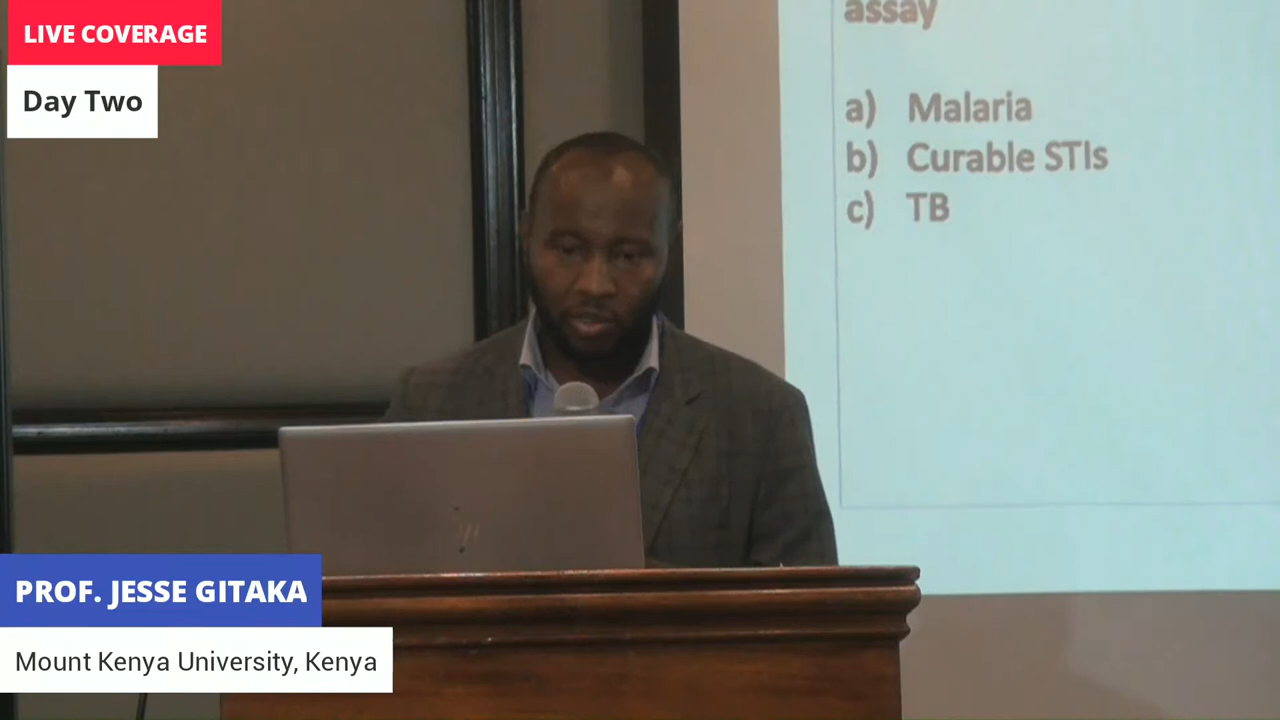 LIVE COVERAGE
Day Two
assay
a) Malaria
b) Curable STIs
c) TB
PROF. JESSE GITAKA
Mount Kenya University, Kenya